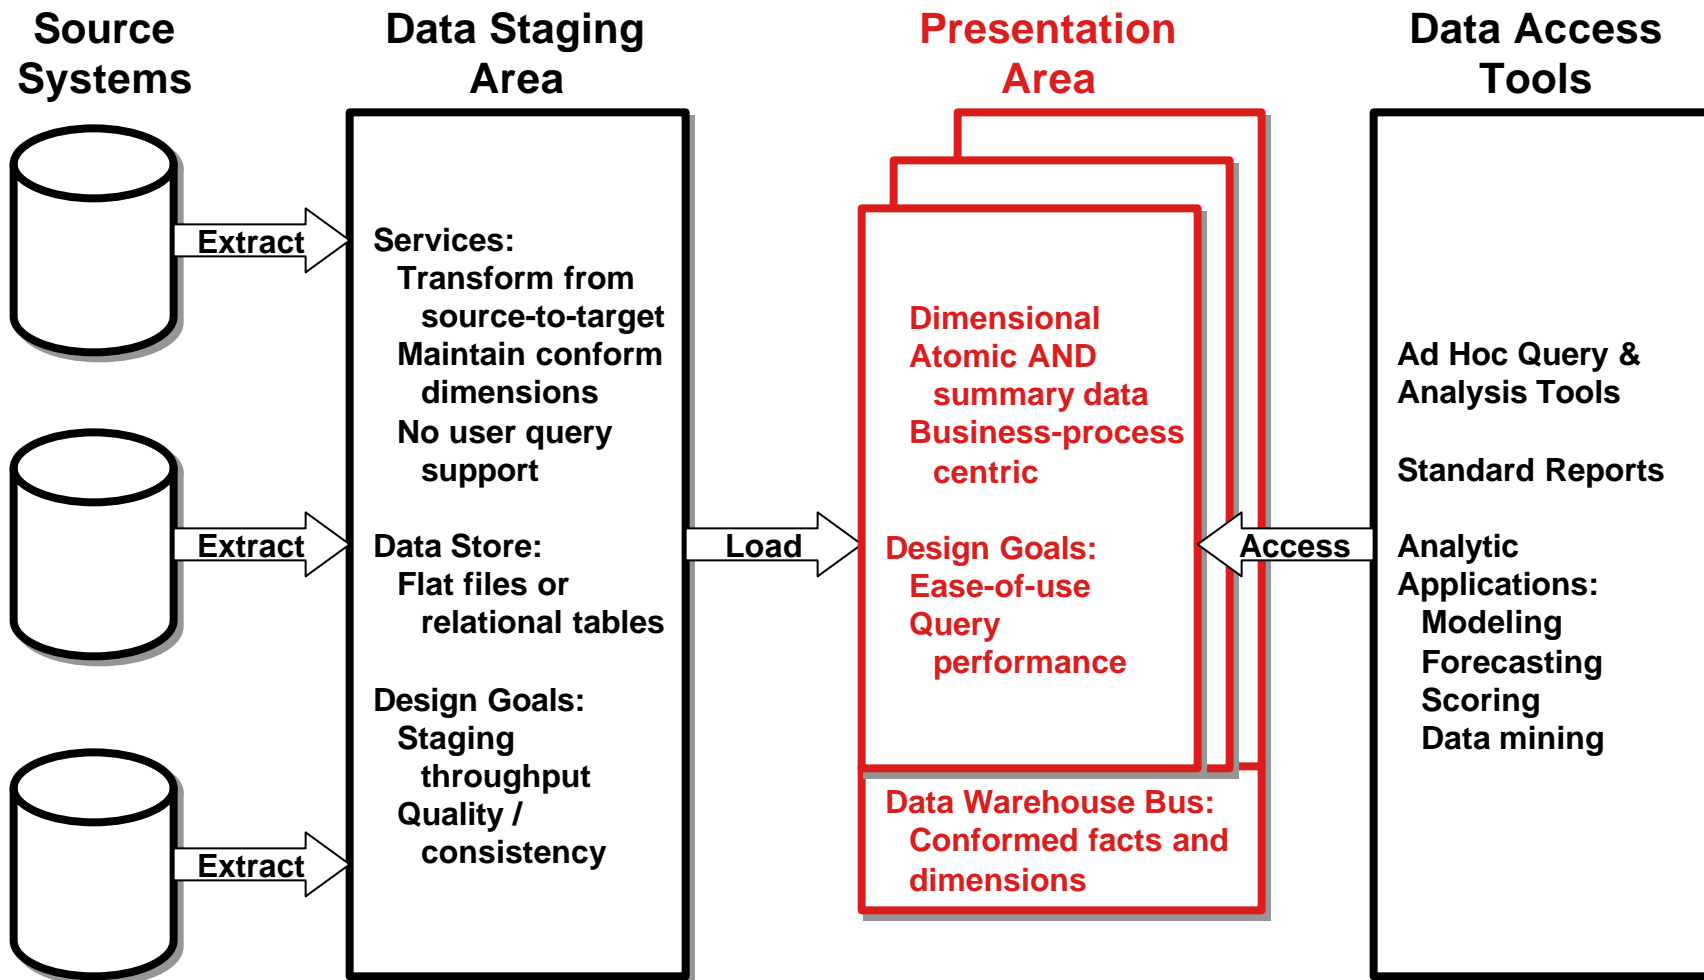 Source
Systems
Data Staging
Area
Presentation
Area
Data Access
Tools
Extract
Extract
Extract
Services:
Transform from
source-to-target
Maintain conform
dimensions
No user query
support
Data Store:
Flat files or
relational tables
Design Goals:
Staging
throughput
Quality /
consistency
Load
Dimensional
Atomic AND
summary data
Business-process
centric
Design Goals:
Ease-of-use
Query
performance
Data Warehouse Bus:
Conformed facts and
dimensions
Access
Ad Hoc Query &
Analysis Tools
Standard Reports
Analytic
Applications:
Modeling
Forecasting
Scoring
Data mining